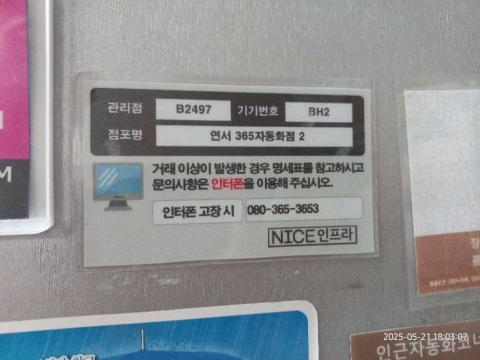 관리점 B2497 기기번호 BH2
점포명 연서 365자동화점 2
거래 이상이 발생한 경우 명세표를 참고하시고
문의사항은 인터폰을 이용해 주십시오.
인터폰 고장 시 080-365-3653
NICE인프라
M
2025-05-21 18:03:07